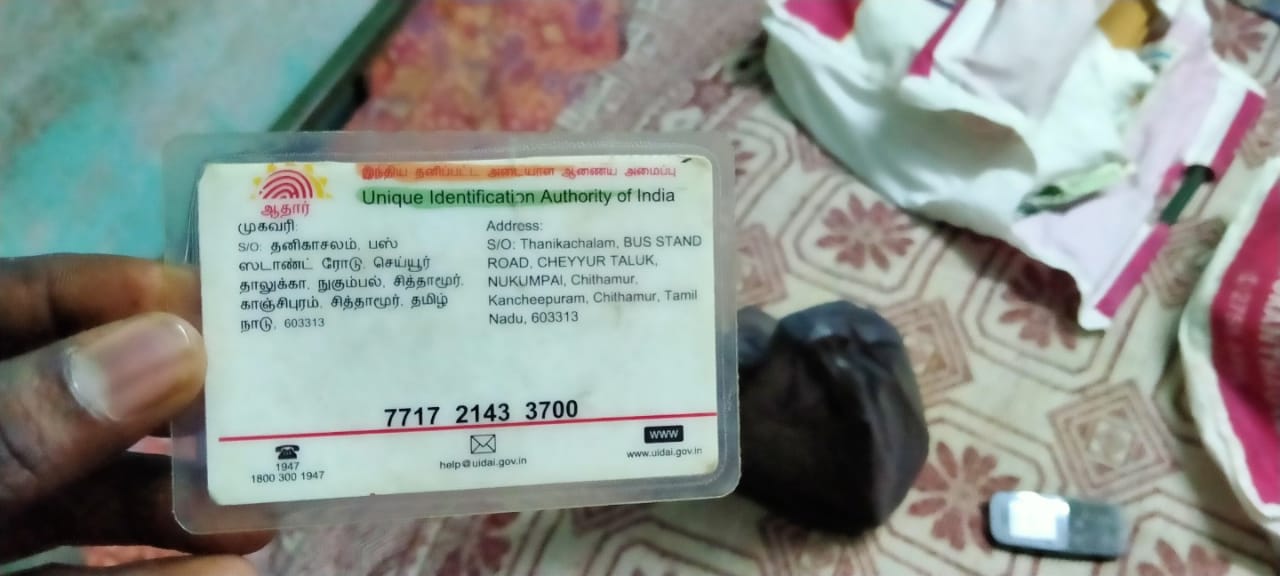 இந்திய தனிப்பட்ட அடையாள ஆணைய அமைப்பு
Unique Identification Authority of India
ஆதார்
முகவரி:
S/O: தனிகாசலம், பஸ்
ஸ்டாண்ட் ரோடு, செய்யூர்
தாலுக்கா, நுகும்பல், சித்தாமூர்,
காஞ்சிபுரம், சித்தாமூர், தமிழ்
நாடு, 603313
Address:
S/O: Thanikachalam, BUS STAND
ROAD, CHEYYUR TALUK,
NUKUMPAI, Chithamur,
Kancheepuram, Chithamur, Tamil
Nadu, 603313
7717 2143 3700
1947
1800 300 1947
help@uidai.gov.in
www
www.uidai.gov.in